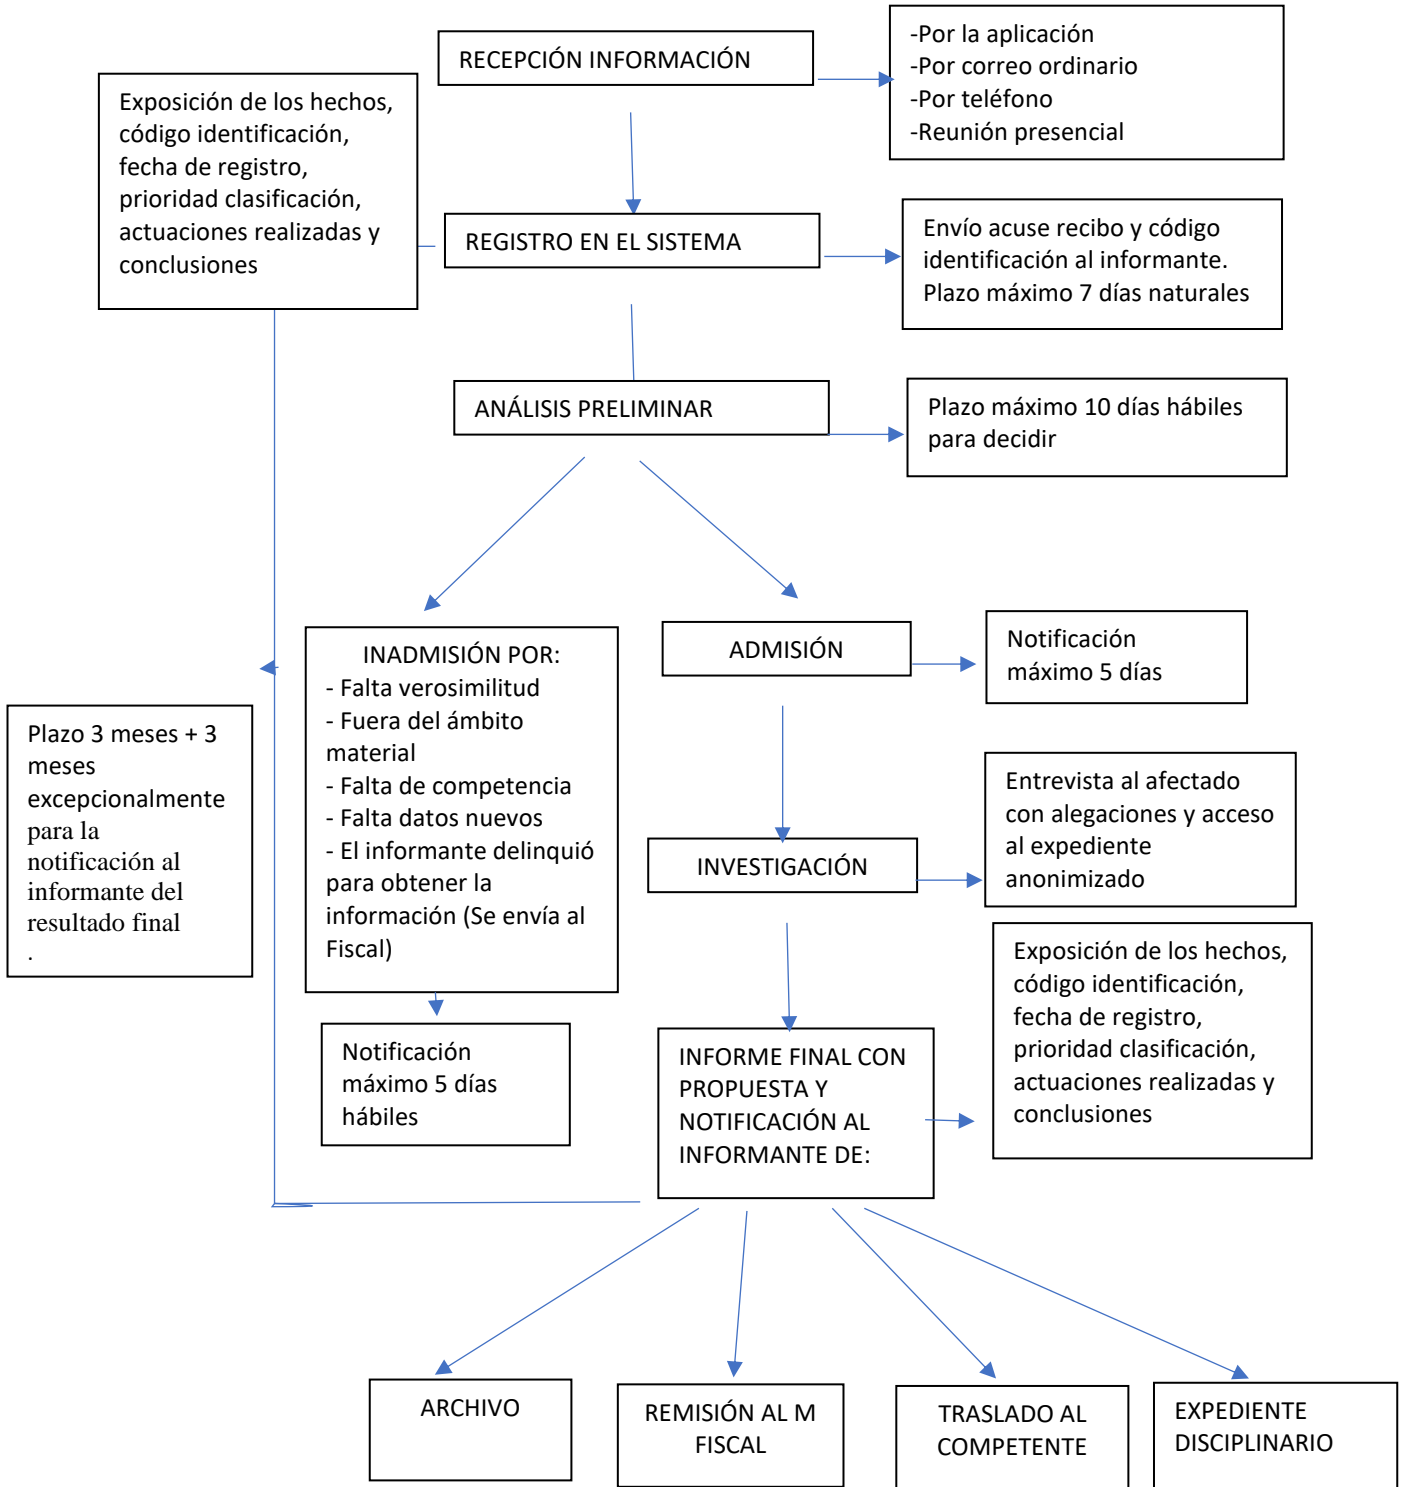 RECEPCIÓN INFORMACIÓN
-Por la aplicación
-Por correo ordinario
-Por teléfono
-Reunión presencial
Exposición de los hechos,
código identificación,
fecha de registro,
prioridad clasificación,
actuaciones realizadas y
conclusiones
REGISTRO EN EL SISTEMA
Envío acuse recibo y código
identificación al informante.
Plazo máximo 7 días naturales
ANÁLISIS PRELIMINAR
Plazo máximo 10 días hábiles
para decidir
INADMISIÓN POR:
- Falta verosimilitud
- Fuera del ámbito
material
- Falta de competencia
- Falta datos nuevos
- El informante delinquió
para obtener la
información (Se envía al
Fiscal)
ADMISIÓN
Notificación
máximo 5 días
Plazo 3 meses + 3
meses
excepcionalmente
para la
notificación al
informante del
resultado final
.
INVESTIGACIÓN
Entrevista al afectado
con alegaciones y acceso
al expediente
anonimizado
Notificación
máximo 5 días
hábiles
INFORME FINAL CON
PROPUESTA Y
NOTIFICACIÓN AL
INFORMANTE DE:
Exposición de los hechos,
código identificación,
fecha de registro,
prioridad clasificación,
actuaciones realizadas y
conclusiones
ARCHIVO
REMISIÓN AL M
FISCAL
TRASLADO AL
COMPETENTE
EXPEDIENTE
DISCIPLINARIO